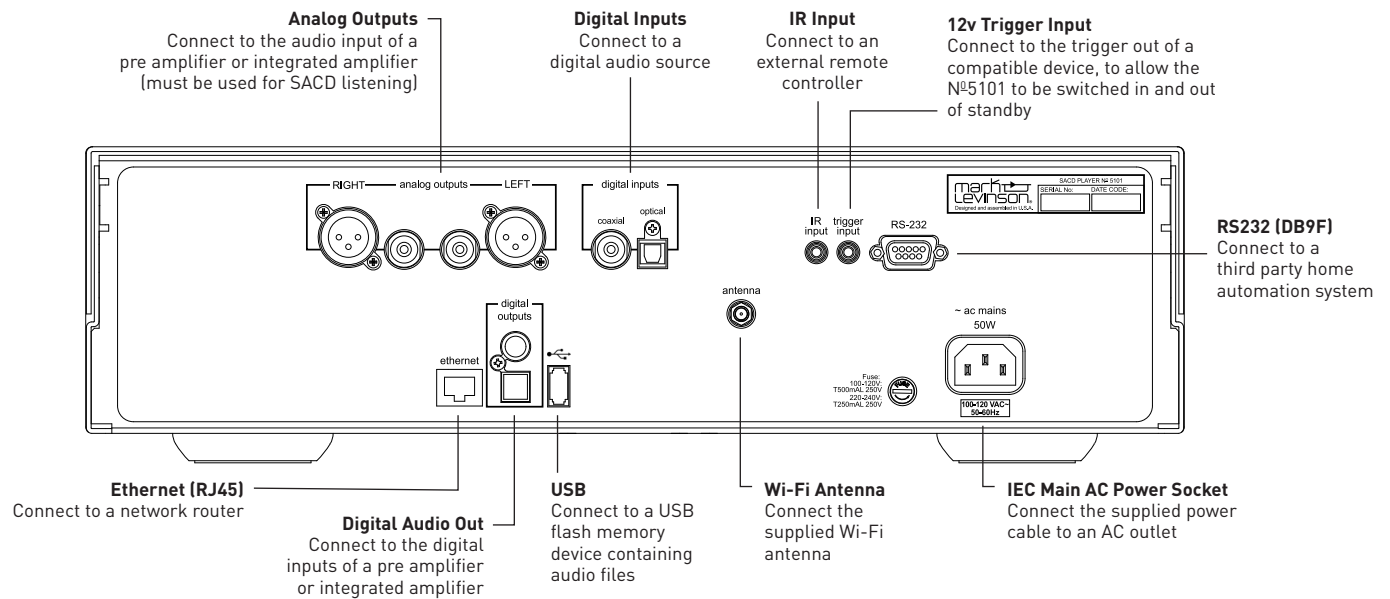 Analog Outputs
Connect to the audio input of a
pre amplifier or integrated amplifier
(must be used for SACD listening)
Digital Inputs
Connect to a
digital audio source
IR Input
Connect to an
external remote
controller
12v Trigger Input
Connect to the trigger out of a
compatible device, to allow the
Nº5101 to be switched in and out
of standby
RIGHT
analog outputs
LEFT
digital inputs
coaxial
optical
IR
input
trigger
input
RS-232
mark
Levinson®
Designed and assembled in U.S.A.
SACD PLAYER Nº 5101
SERIAL No:
DATE CODE:
RS232 (DB9F)
Connect to a
third party home
automation system
antenna
~ ac mains
50W
digital
outputs
ethernet
Fuse:
100-120V:
T500mAL 250V
220-240V:
T250mAL 250V
FUSE
100-120 VAC~
50-60Hz
Ethernet (RJ45)
Connect to a network router
Digital Audio Out
Connect to the digital
inputs of a pre amplifier
or integrated amplifier
USB
Connect to a USB
flash memory
device containing
audio files
Wi-Fi Antenna
Connect the
supplied Wi-Fi
antenna
IEC Main AC Power Socket
Connect the supplied power
cable to an AC outlet